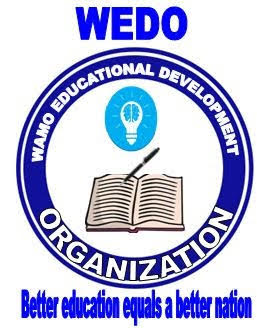 WEDO
WAMO EDUCATIONAL DEVELOPMENT
ORGANIZATION
Better education equals a better nation